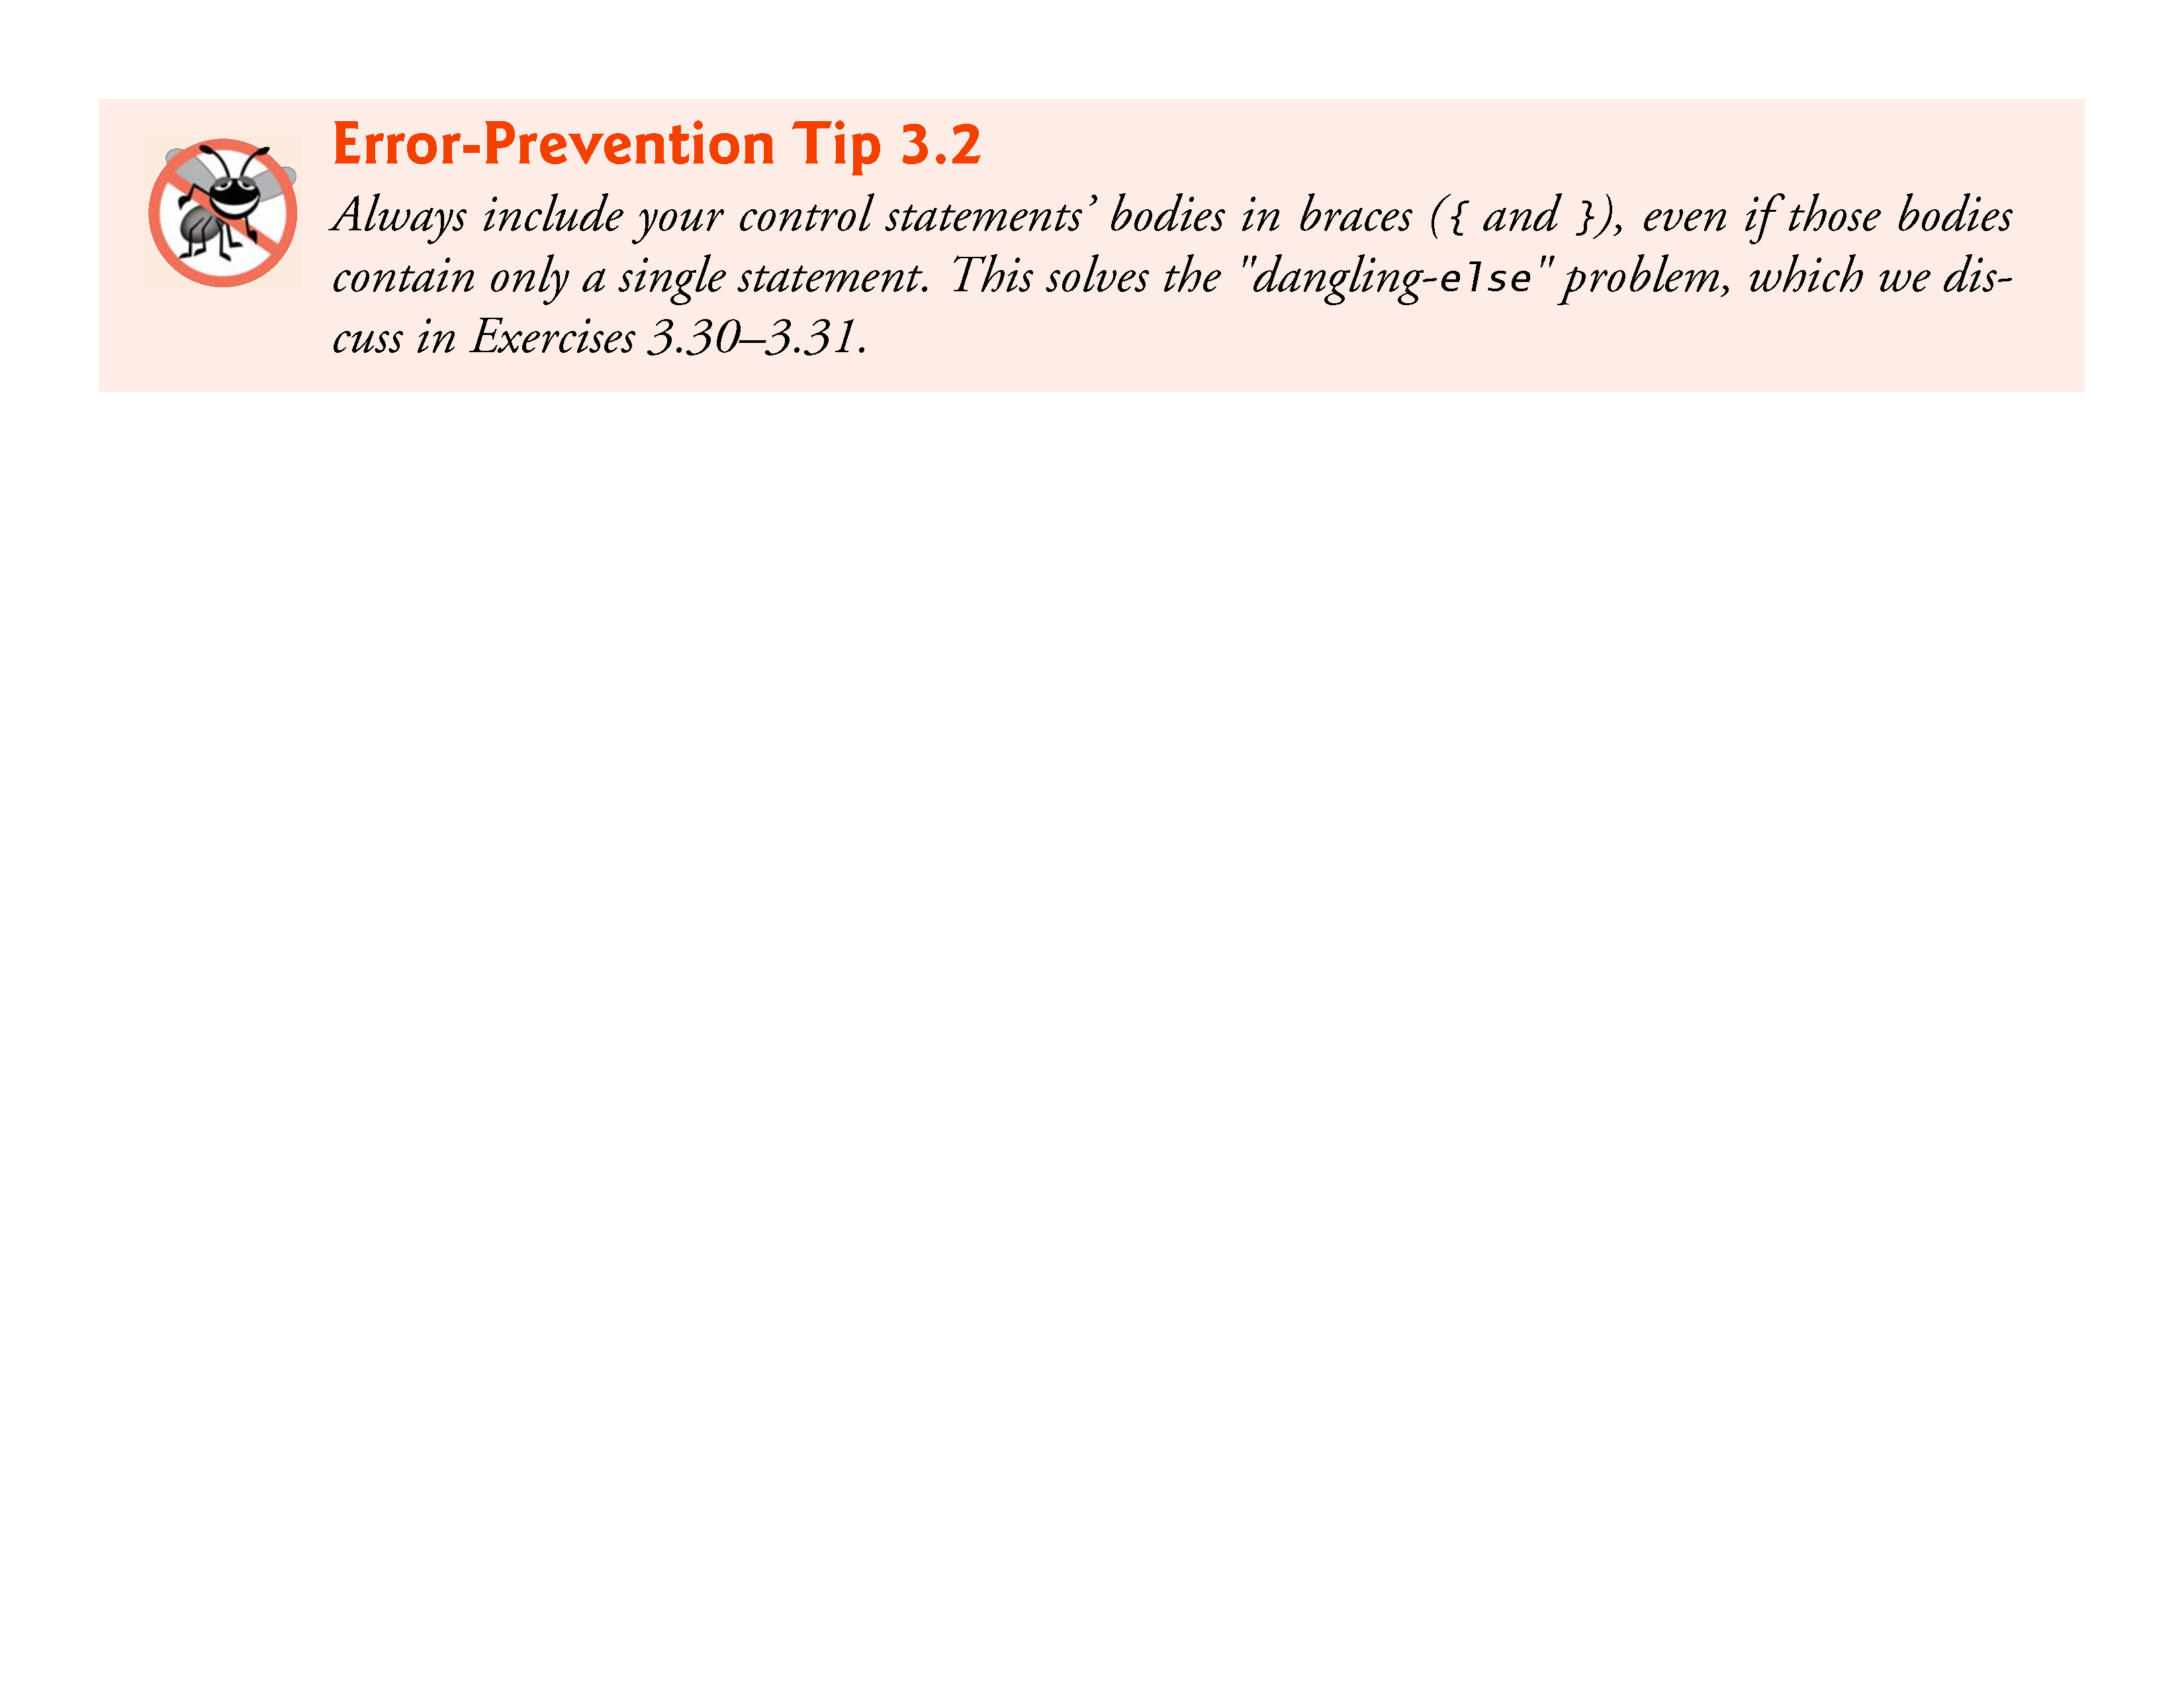 Error-Prevention Tip 3.2
Always include your control statements’ bodies in braces ({ and }), even if those bodies
contain only a single statement. This solves the "dangling-else" problem, which we dis-
cuss in Exercises 3.30–3.31.